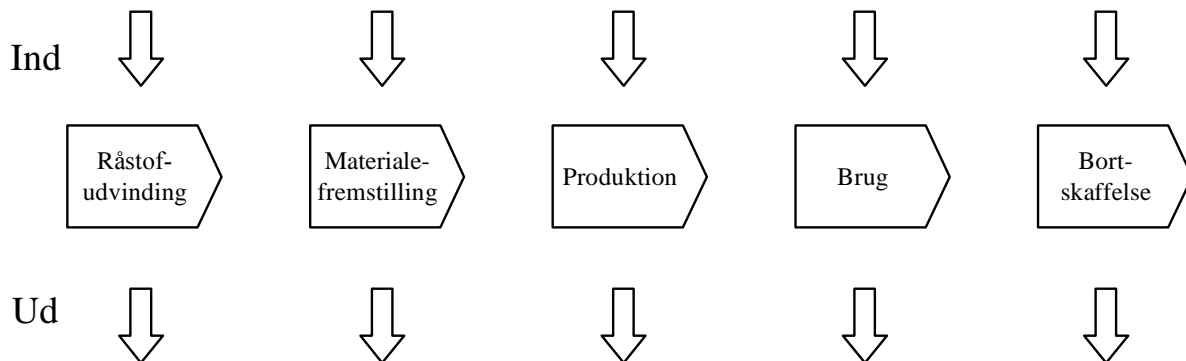 Ind
Råstof-
udvinding
Materiale-
fremstilling
Produktion
Brug
Bort-
skaffelse
Ud